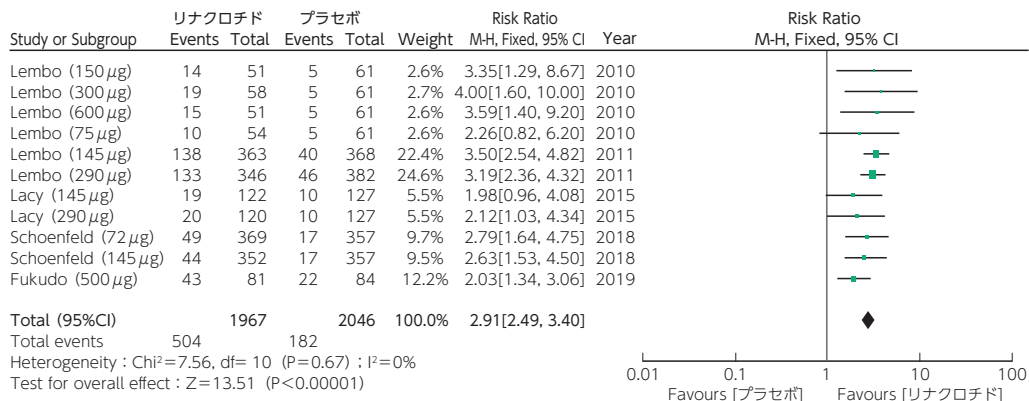 リナクロチド プラセボ Risk Ratio Risk Ratio
Study or Subgroup Events Total Events Total Weight M-H, Fixed, 95% CI Year M-H, Fixed, 95% CI
Lembo (150μg) 14 51 5 61 2.6% 3.35[1.29, 8.67] 2010
Lembo (300μg) 19 58 5 61 2.7% 4.00[1.60, 10.00] 2010
Lembo (600μg) 15 51 5 61 2.6% 3.59[1.40, 9.20] 2010
Lembo (75μg) 10 54 5 61 2.6% 2.26[0.82, 6.20] 2010
Lembo (145μg) 138 363 40 368 22.4% 3.50[2.54, 4.82] 2011
Lembo (290μg) 133 346 46 382 24.6% 3.19[2.36, 4.32] 2011
Lacy (145μg) 19 122 10 127 5.5% 1.98[0.96, 4.08] 2015
Lacy (290μg) 20 120 10 127 5.5% 2.12[1.03, 4.34] 2015
Schoenfeld (72μg) 49 369 17 357 9.7% 2.79[1.64, 4.75] 2018
Schoenfeld (145μg) 44 352 17 357 9.5% 2.63[1.53, 4.50] 2018
Fukudo (500μg) 43 81 22 84 12.2% 2.03[1.34, 3.06] 2019
Total (95%CI) 1967 2046 100.0% 2.91[2.49, 3.40]
Total events 504 182
Heterogeneity：Chi²=7.56, df= 10 (P=0.67)；I²=0%
Test for overall effect：Z=13.51 (P<0.00001)
0.01 0.1 1 10 100
Favours [プラセボ] Favours [リナクロチド]